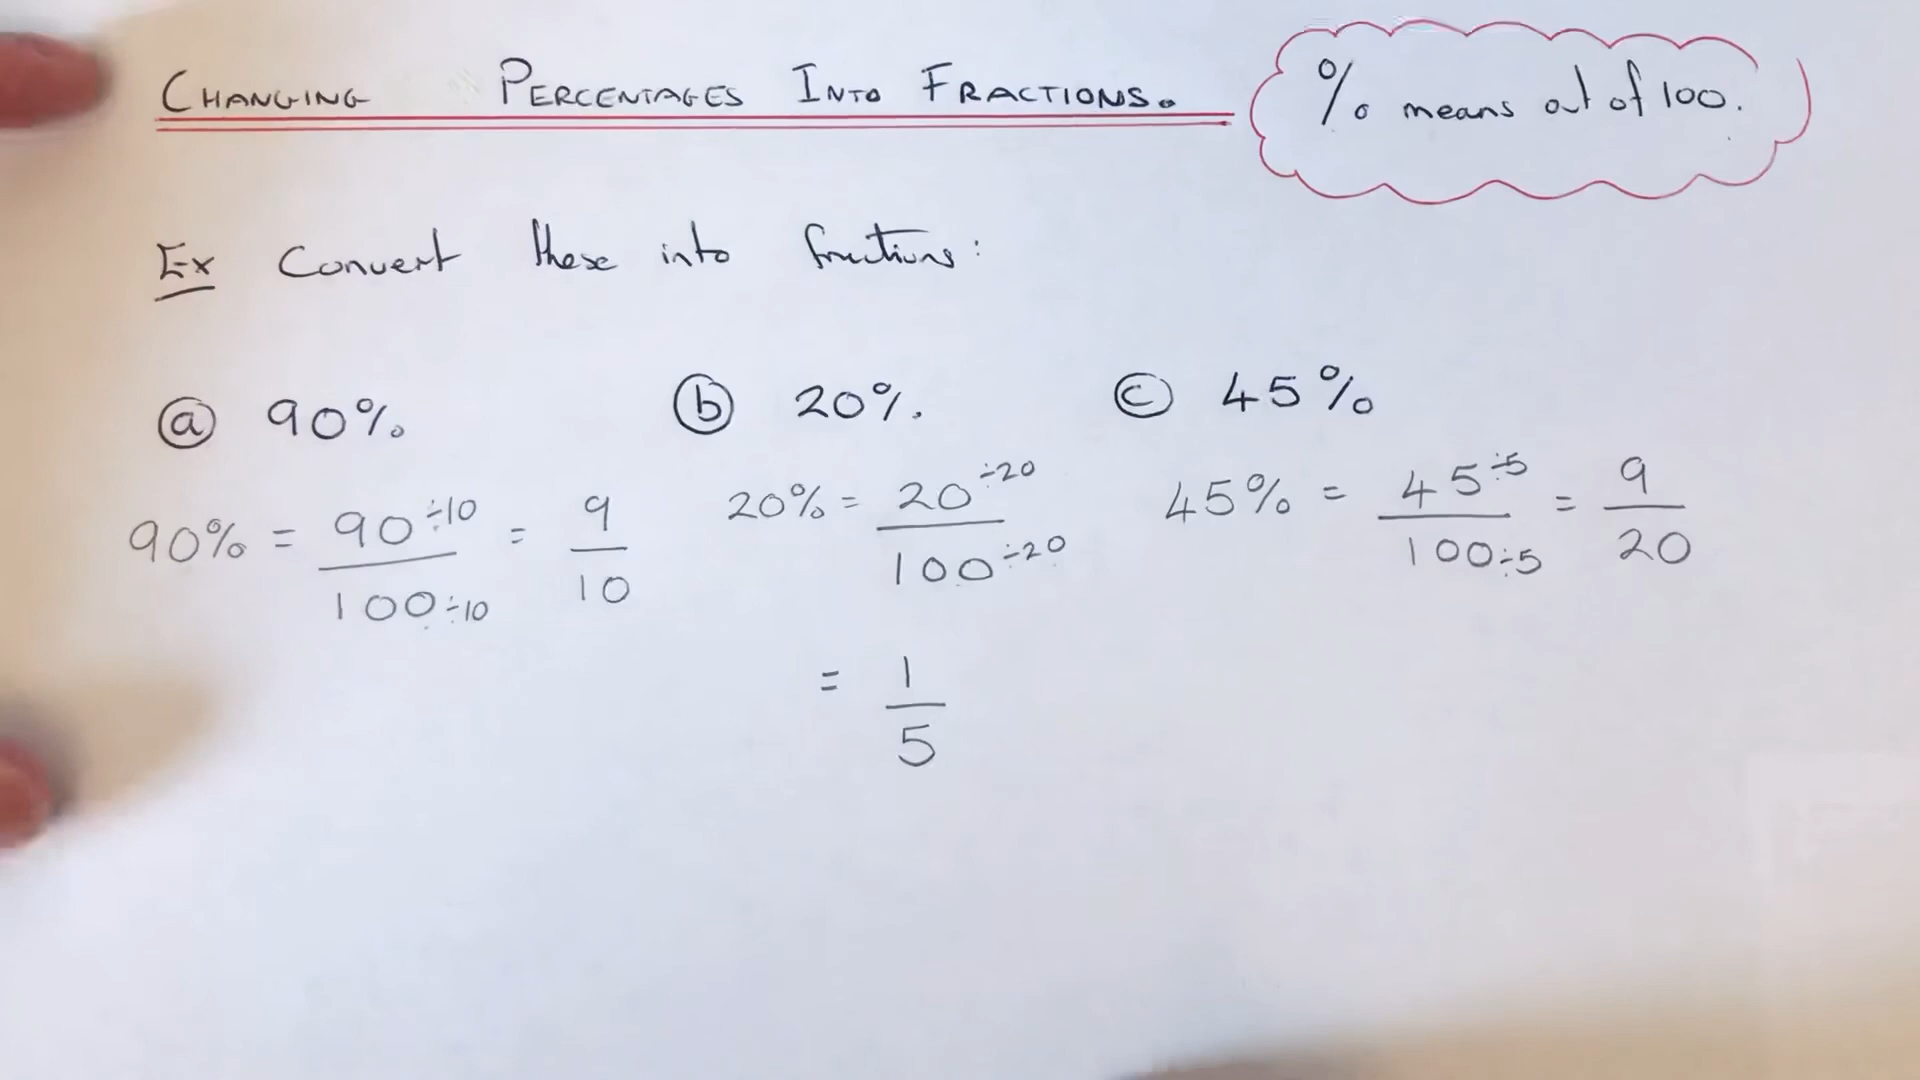 CHANGING PERCENTAGES INTO FRACTIONS.
% means out of 100.
Ex Convert these into fractions:
ⓐ 90%
90% = 90÷10 / 100÷10 = 9/10
ⓑ 20%.
20% = 20÷20 / 100÷20
= 1/5
ⓒ 45%
45% = 45÷5 / 100÷5 = 9/20